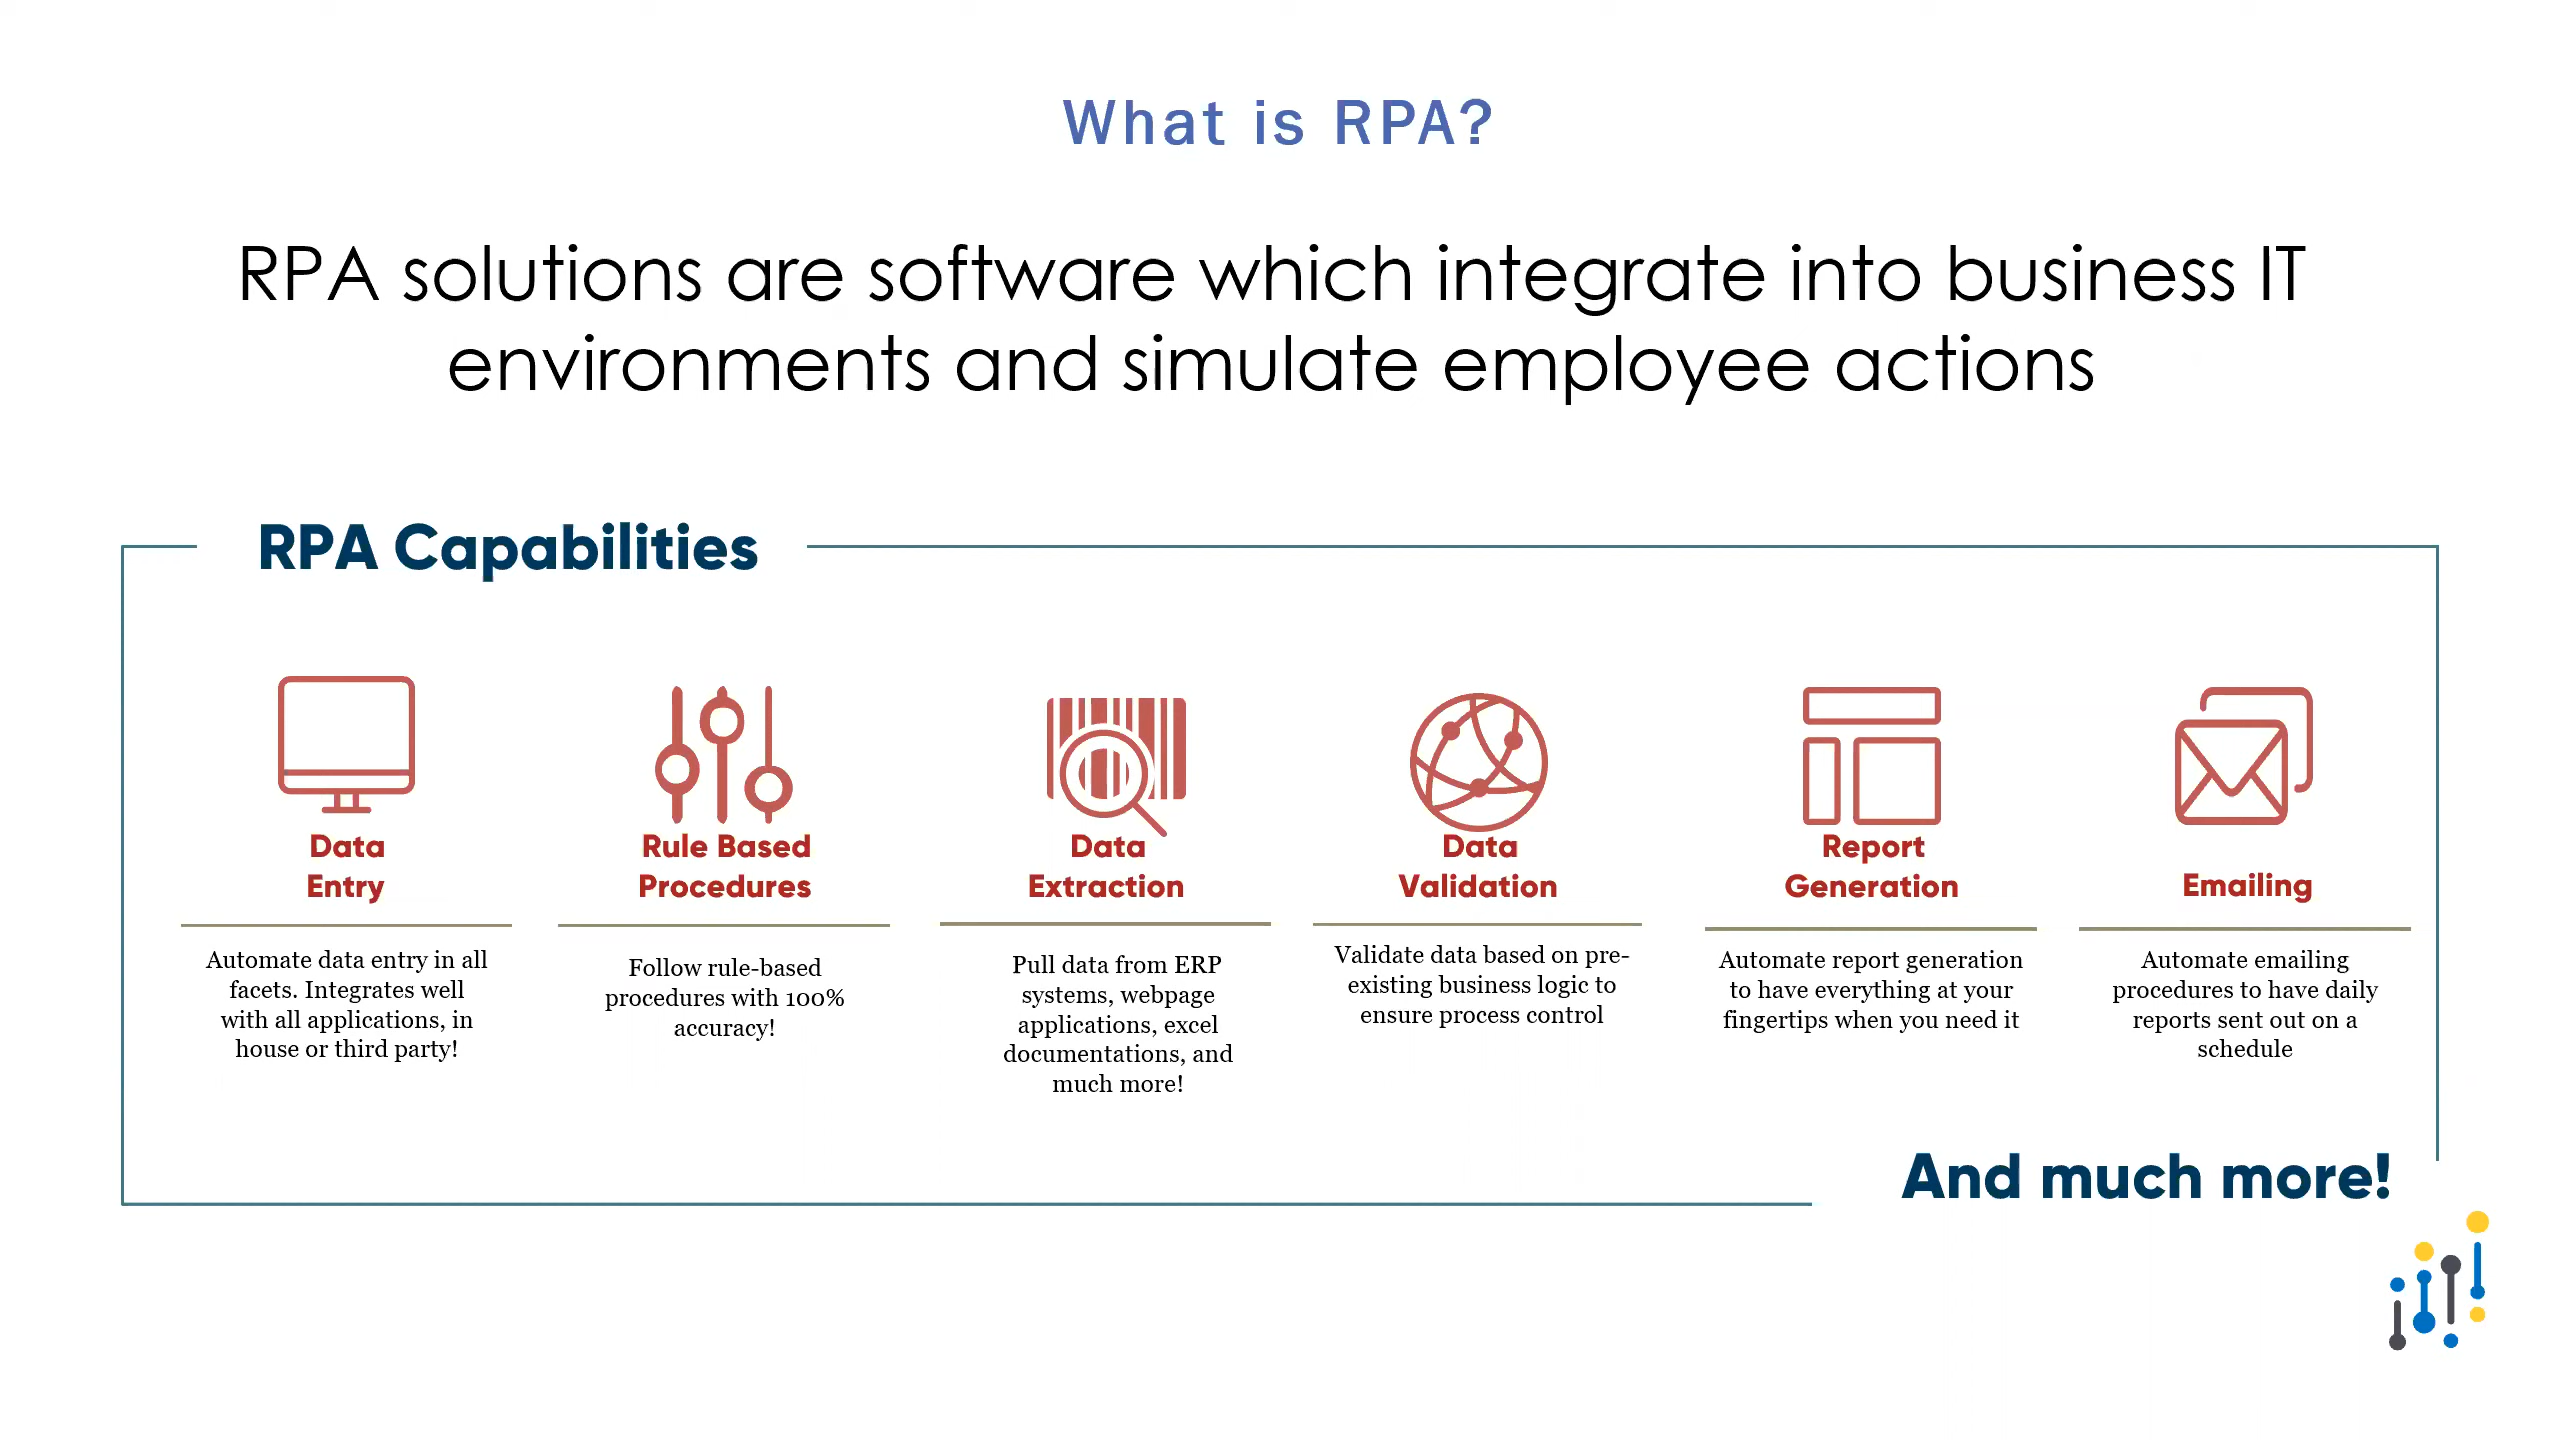 What is RPA?
RPA solutions are software which integrate into business IT
environments and simulate employee actions
RPA Capabilities
Data
Entry
Automate data entry in all
facets. Integrates well
with all applications, in
house or third party!
Rule Based
Procedures
Follow rule-based
procedures with 100%
accuracy!
Data
Extraction
Pull data from ERP
systems, webpage
applications, excel
documentations, and
much more!
Data
Validation
Validate data based on pre-
existing business logic to
ensure process control
Report
Generation
Automate report generation
to have everything at your
fingertips when you need it
Emailing
Automate emailing
procedures to have daily
reports sent out on a
schedule
And much more!